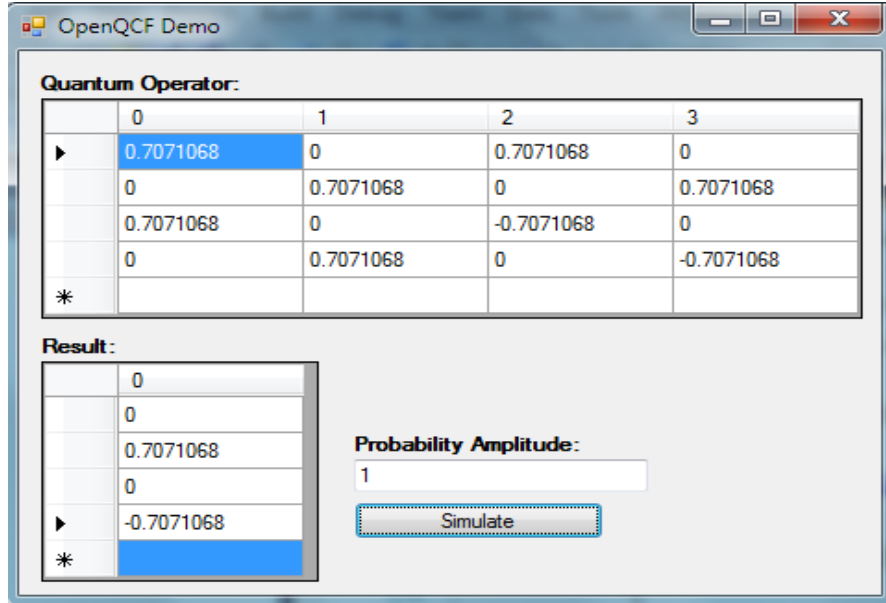 OpenQCF Demo
Quantum Operator:
0 1 2 3
0.7071068 0 0.7071068 0
0 0.7071068 0 0.7071068
0.7071068 0 -0.7071068 0
0 0.7071068 0 -0.7071068
Result:
0
0
0.7071068
0
-0.7071068
Probability Amplitude:
1
Simulate